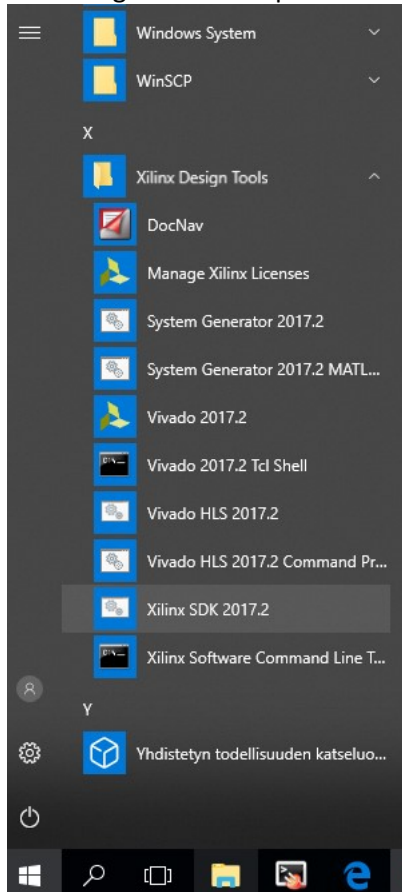 Windows System
WinSCP
X
Xilinx Design Tools
DocNav
Manage Xilinx Licenses
System Generator 2017.2
System Generator 2017.2 MATL...
Vivado 2017.2
Vivado 2017.2 Tcl Shell
Vivado HLS 2017.2
Vivado HLS 2017.2 Command Pr...
Xilinx SDK 2017.2
Xilinx Software Command Line T...
Y
Yhdistetyn todellisuuden katseluo...